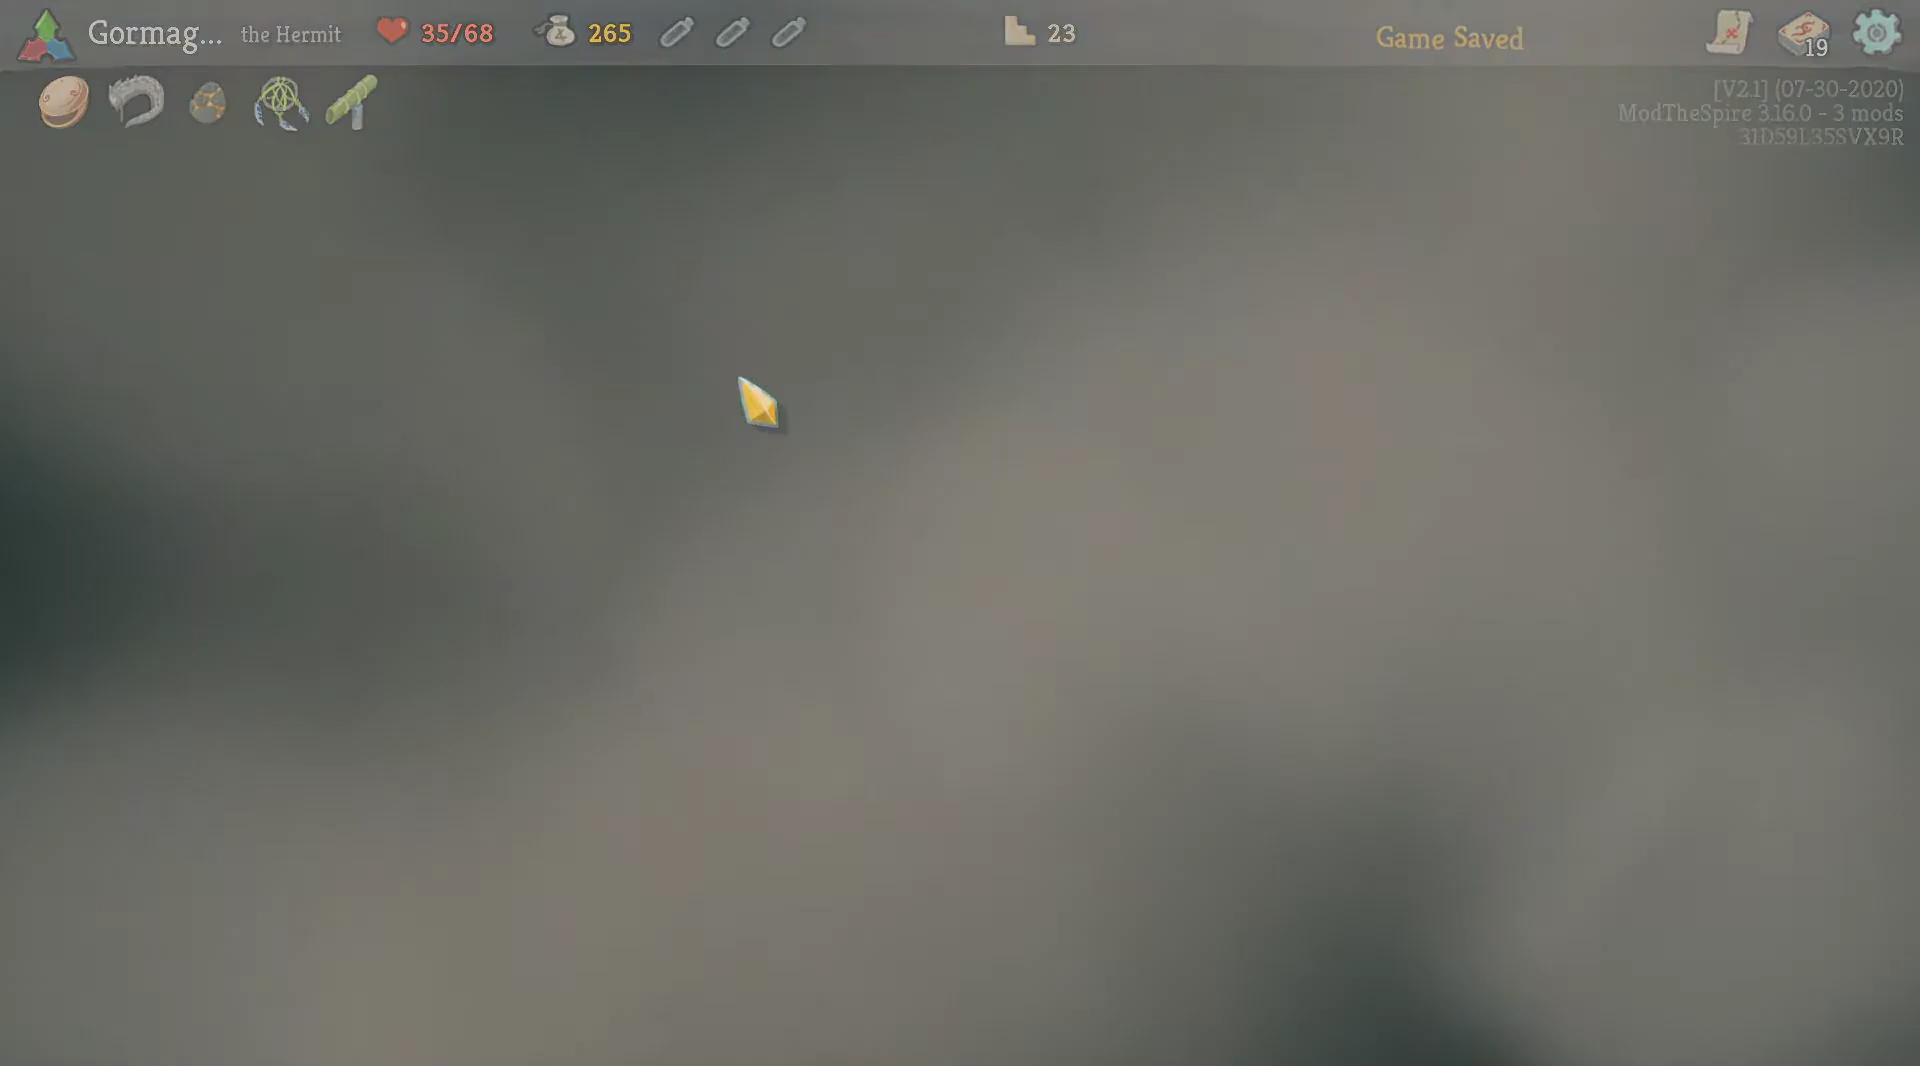 Gormag... the Hermit 35/68 265 23 Game Saved 19
[V2.1] (07-30-2020)
ModTheSpire 3.16.0 - 3 mods
31D59L35SVX9R